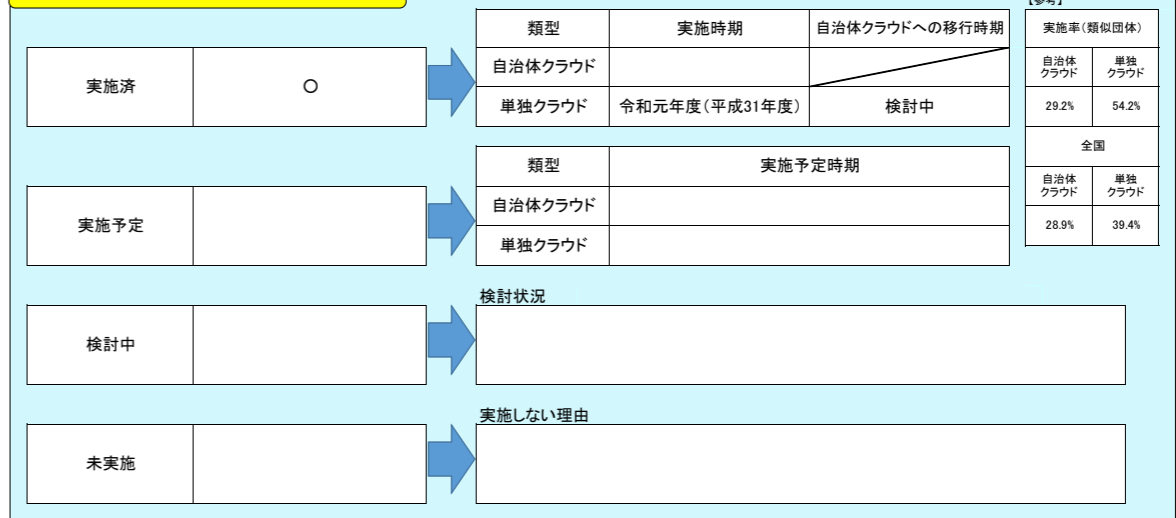 【参考】
類型 実施時期 自治体クラウドへの移行時期
実施率(類似団体)
実施済 〇
自治体クラウド
自治体クラウド 単独クラウド
単独クラウド 令和元年度(平成31年度) 検討中
29.2% 54.2%
全国
類型 実施予定時期
自治体クラウド 単独クラウド
実施予定
自治体クラウド
28.9% 39.4%
単独クラウド
検討状況
検討中
実施しない理由
未実施